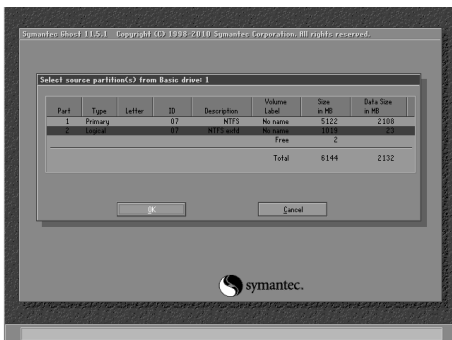 Symantec Ghost 11.5.1 Copyright (C) 1998-2010 Symantec Corporation. All rights reserved.
Select source partition(s) from Basic drive: 1
Part Type Letter ID Description Volume Label Size in MB Data Size in MB
1 Primary 07 NTFS No name 5122 2108
2 Logical 07 NTFS extd No name 1019 23
Free 2
Total 6144 2132
OK Cancel
symantec.